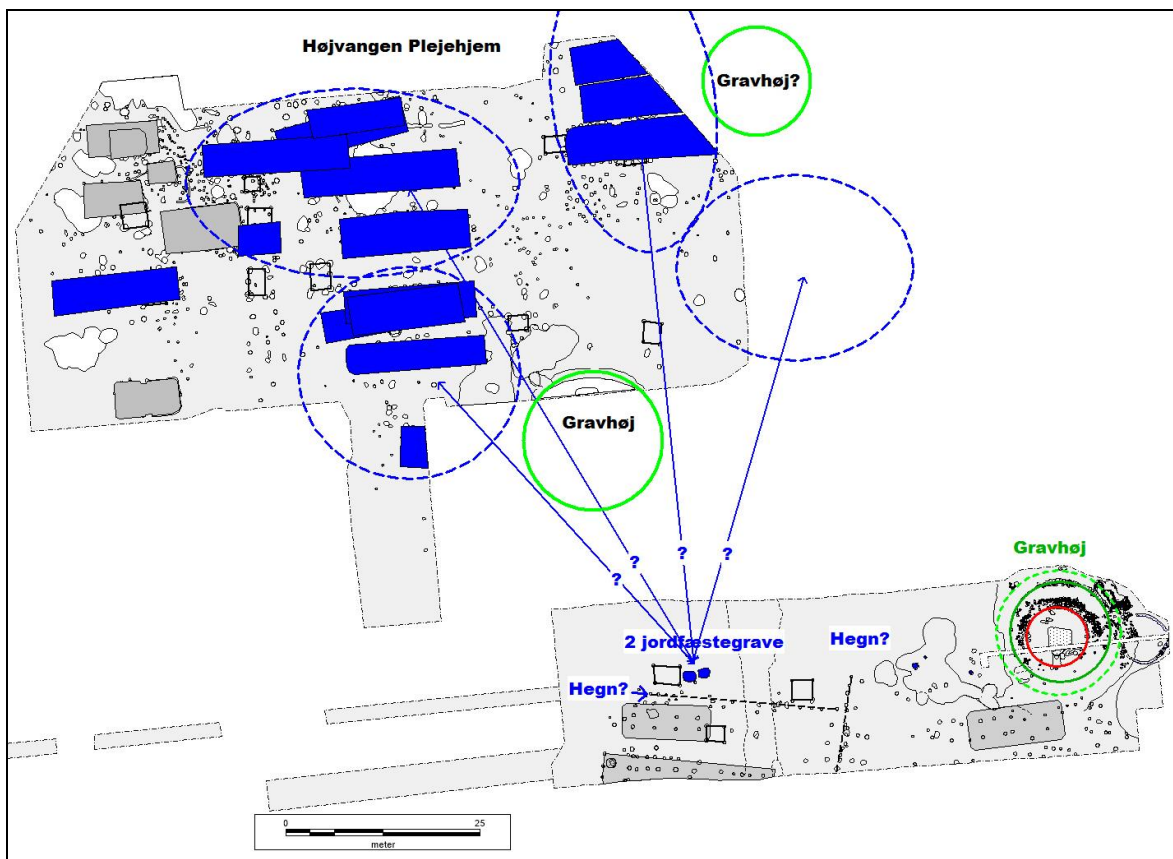 Højvangen Plejehjem
Gravhøj?
Gravhøj
?
?
?
?
Gravhøj
2 jordfæstegrave
Hegn?
Hegn?
0
25
meter